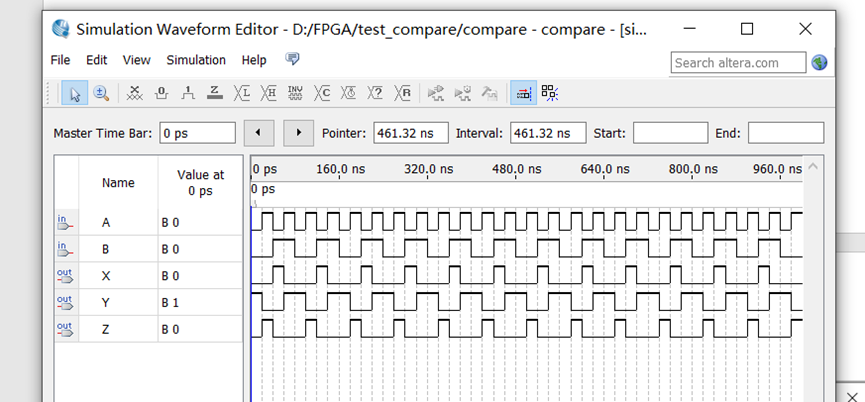 Simulation Waveform Editor - D:/FPGA/test_compare/compare - compare - [si...
File Edit View Simulation Help
Search altera.com
Master Time Bar: 0 ps Pointer: 461.32 ns Interval: 461.32 ns Start: End:
Name Value at 0 ps
0 ps 160.0 ns 320.0 ns 480.0 ns 640.0 ns 800.0 ns 960.0 ns
0 ps
in A B 0
in B B 0
out X B 0
out Y B 1
out Z B 0